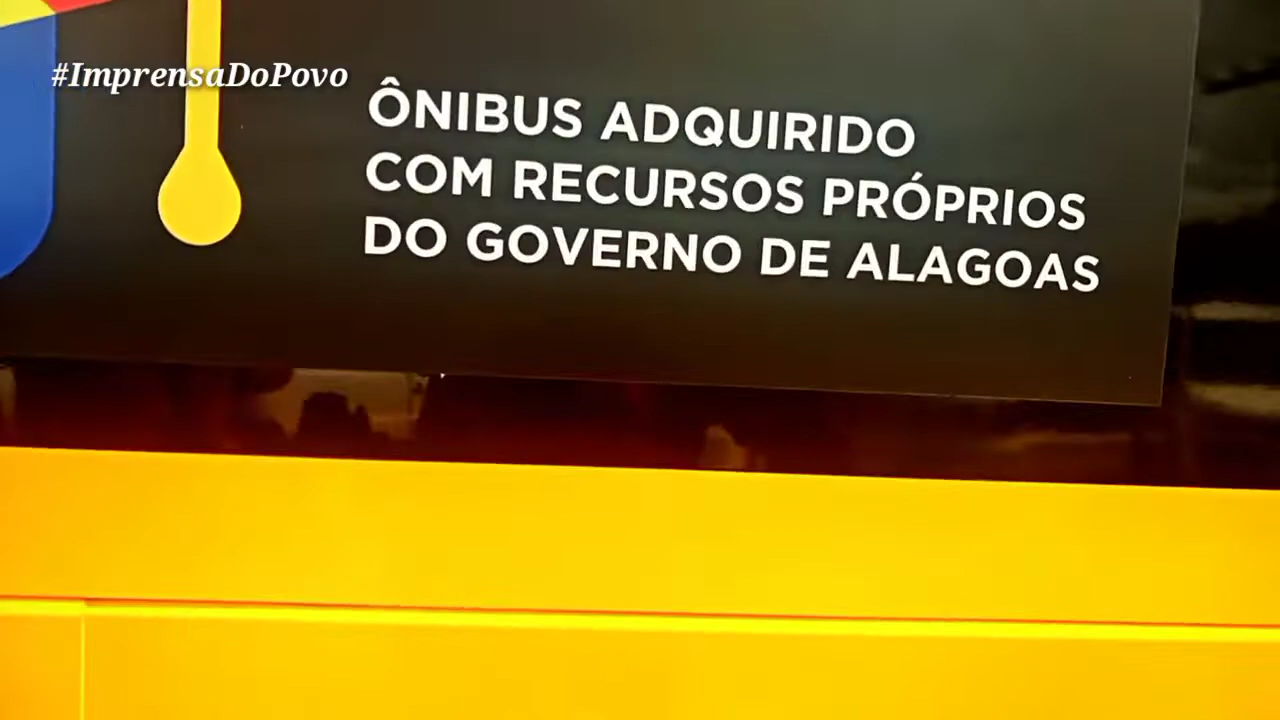 #ImprensaDoPovo
ÔNIBUS ADQUIRIDO
COM RECURSOS PRÓPRIOS
DO GOVERNO DE ALAGOAS